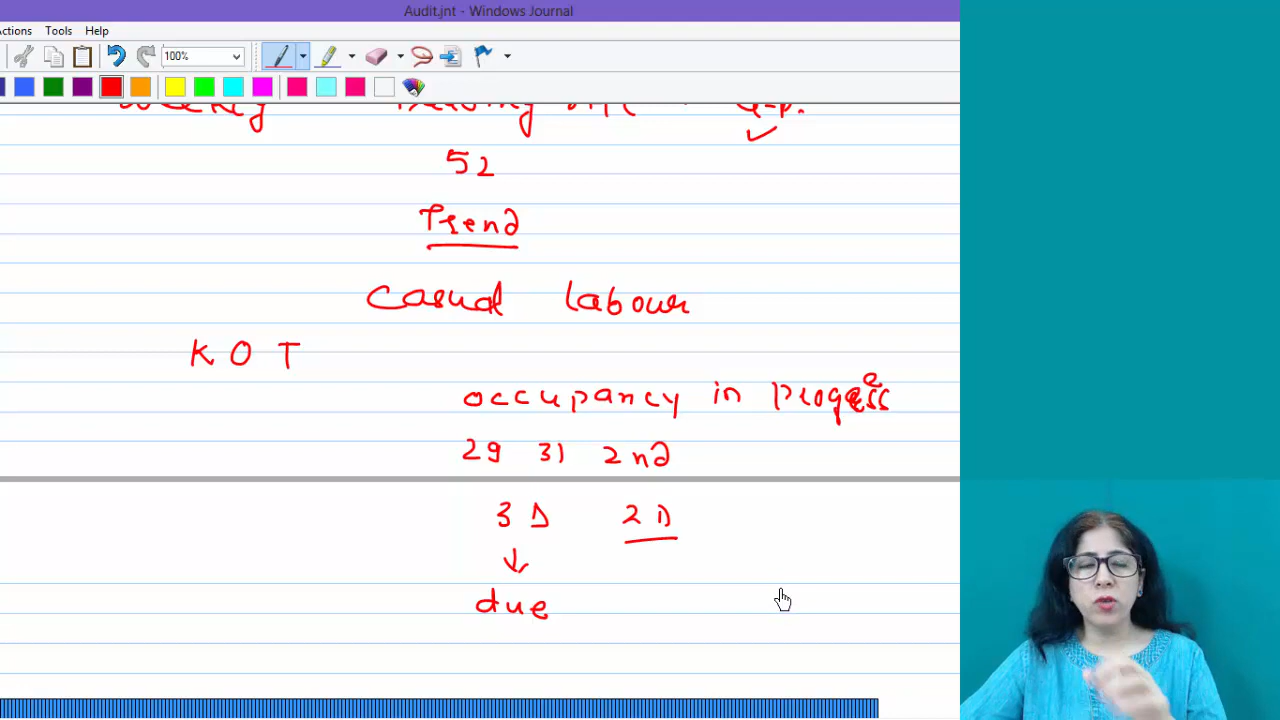 Audit.jnt - Windows Journal
Actions Tools Help
100%
52
Trend
Casual labour
K O T
occupancy in progress
29 31 2nd
3 D 2 D
due